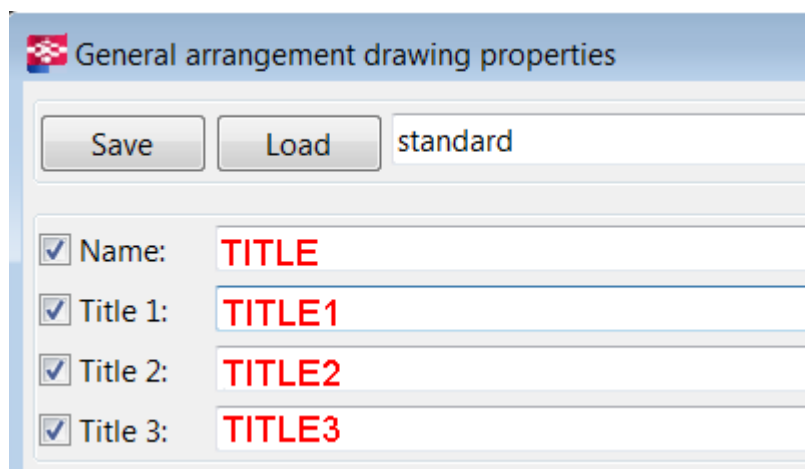 General arrangement drawing properties
Save Load standard
Name: TITLE
Title 1: TITLE1
Title 2: TITLE2
Title 3: TITLE3